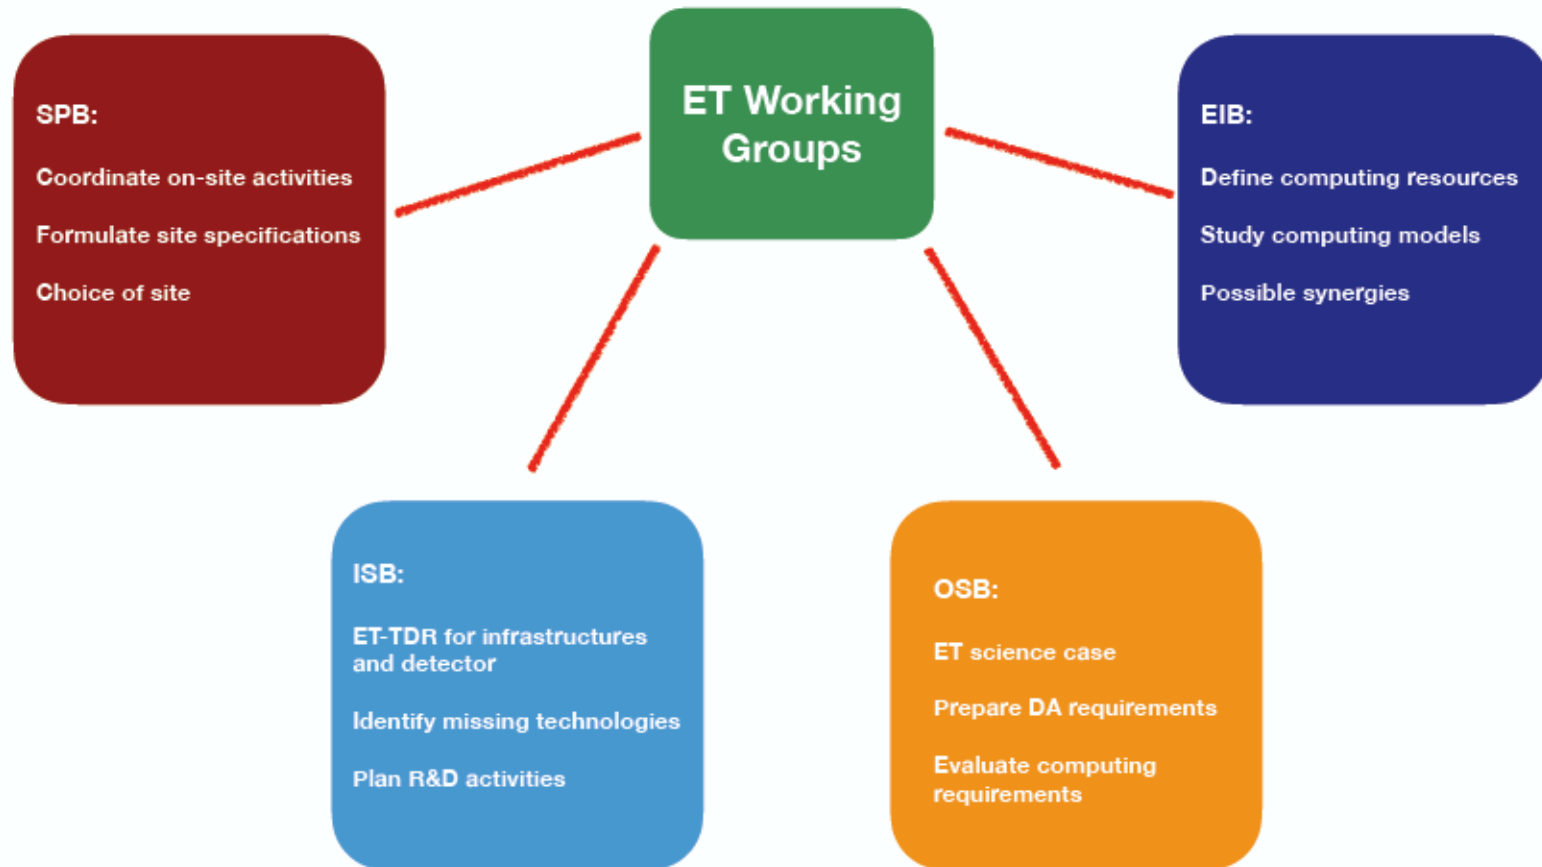 ET Working
Groups
SPB:
Coordinate on-site activities
Formulate site specifications
Choice of site
EIB:
Define computing resources
Study computing models
Possible synergies
ISB:
ET-TDR for infrastructures
and detector
Identify missing technologies
Plan R&D activities
OSB:
ET science case
Prepare DA requirements
Evaluate computing
requirements